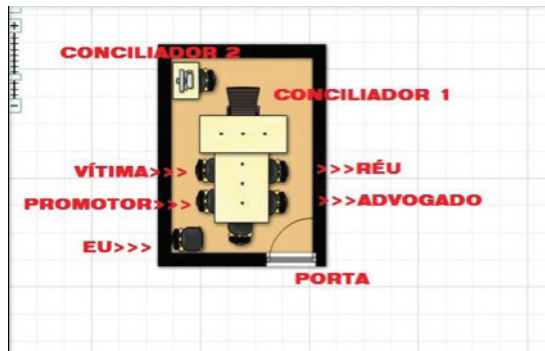 CONCILIADOR 2
CONCILIADOR 1
VÍTIMA>>>
>>>RÉU
PROMOTOR>>>
>>>ADVOGADO
EU>>>
PORTA